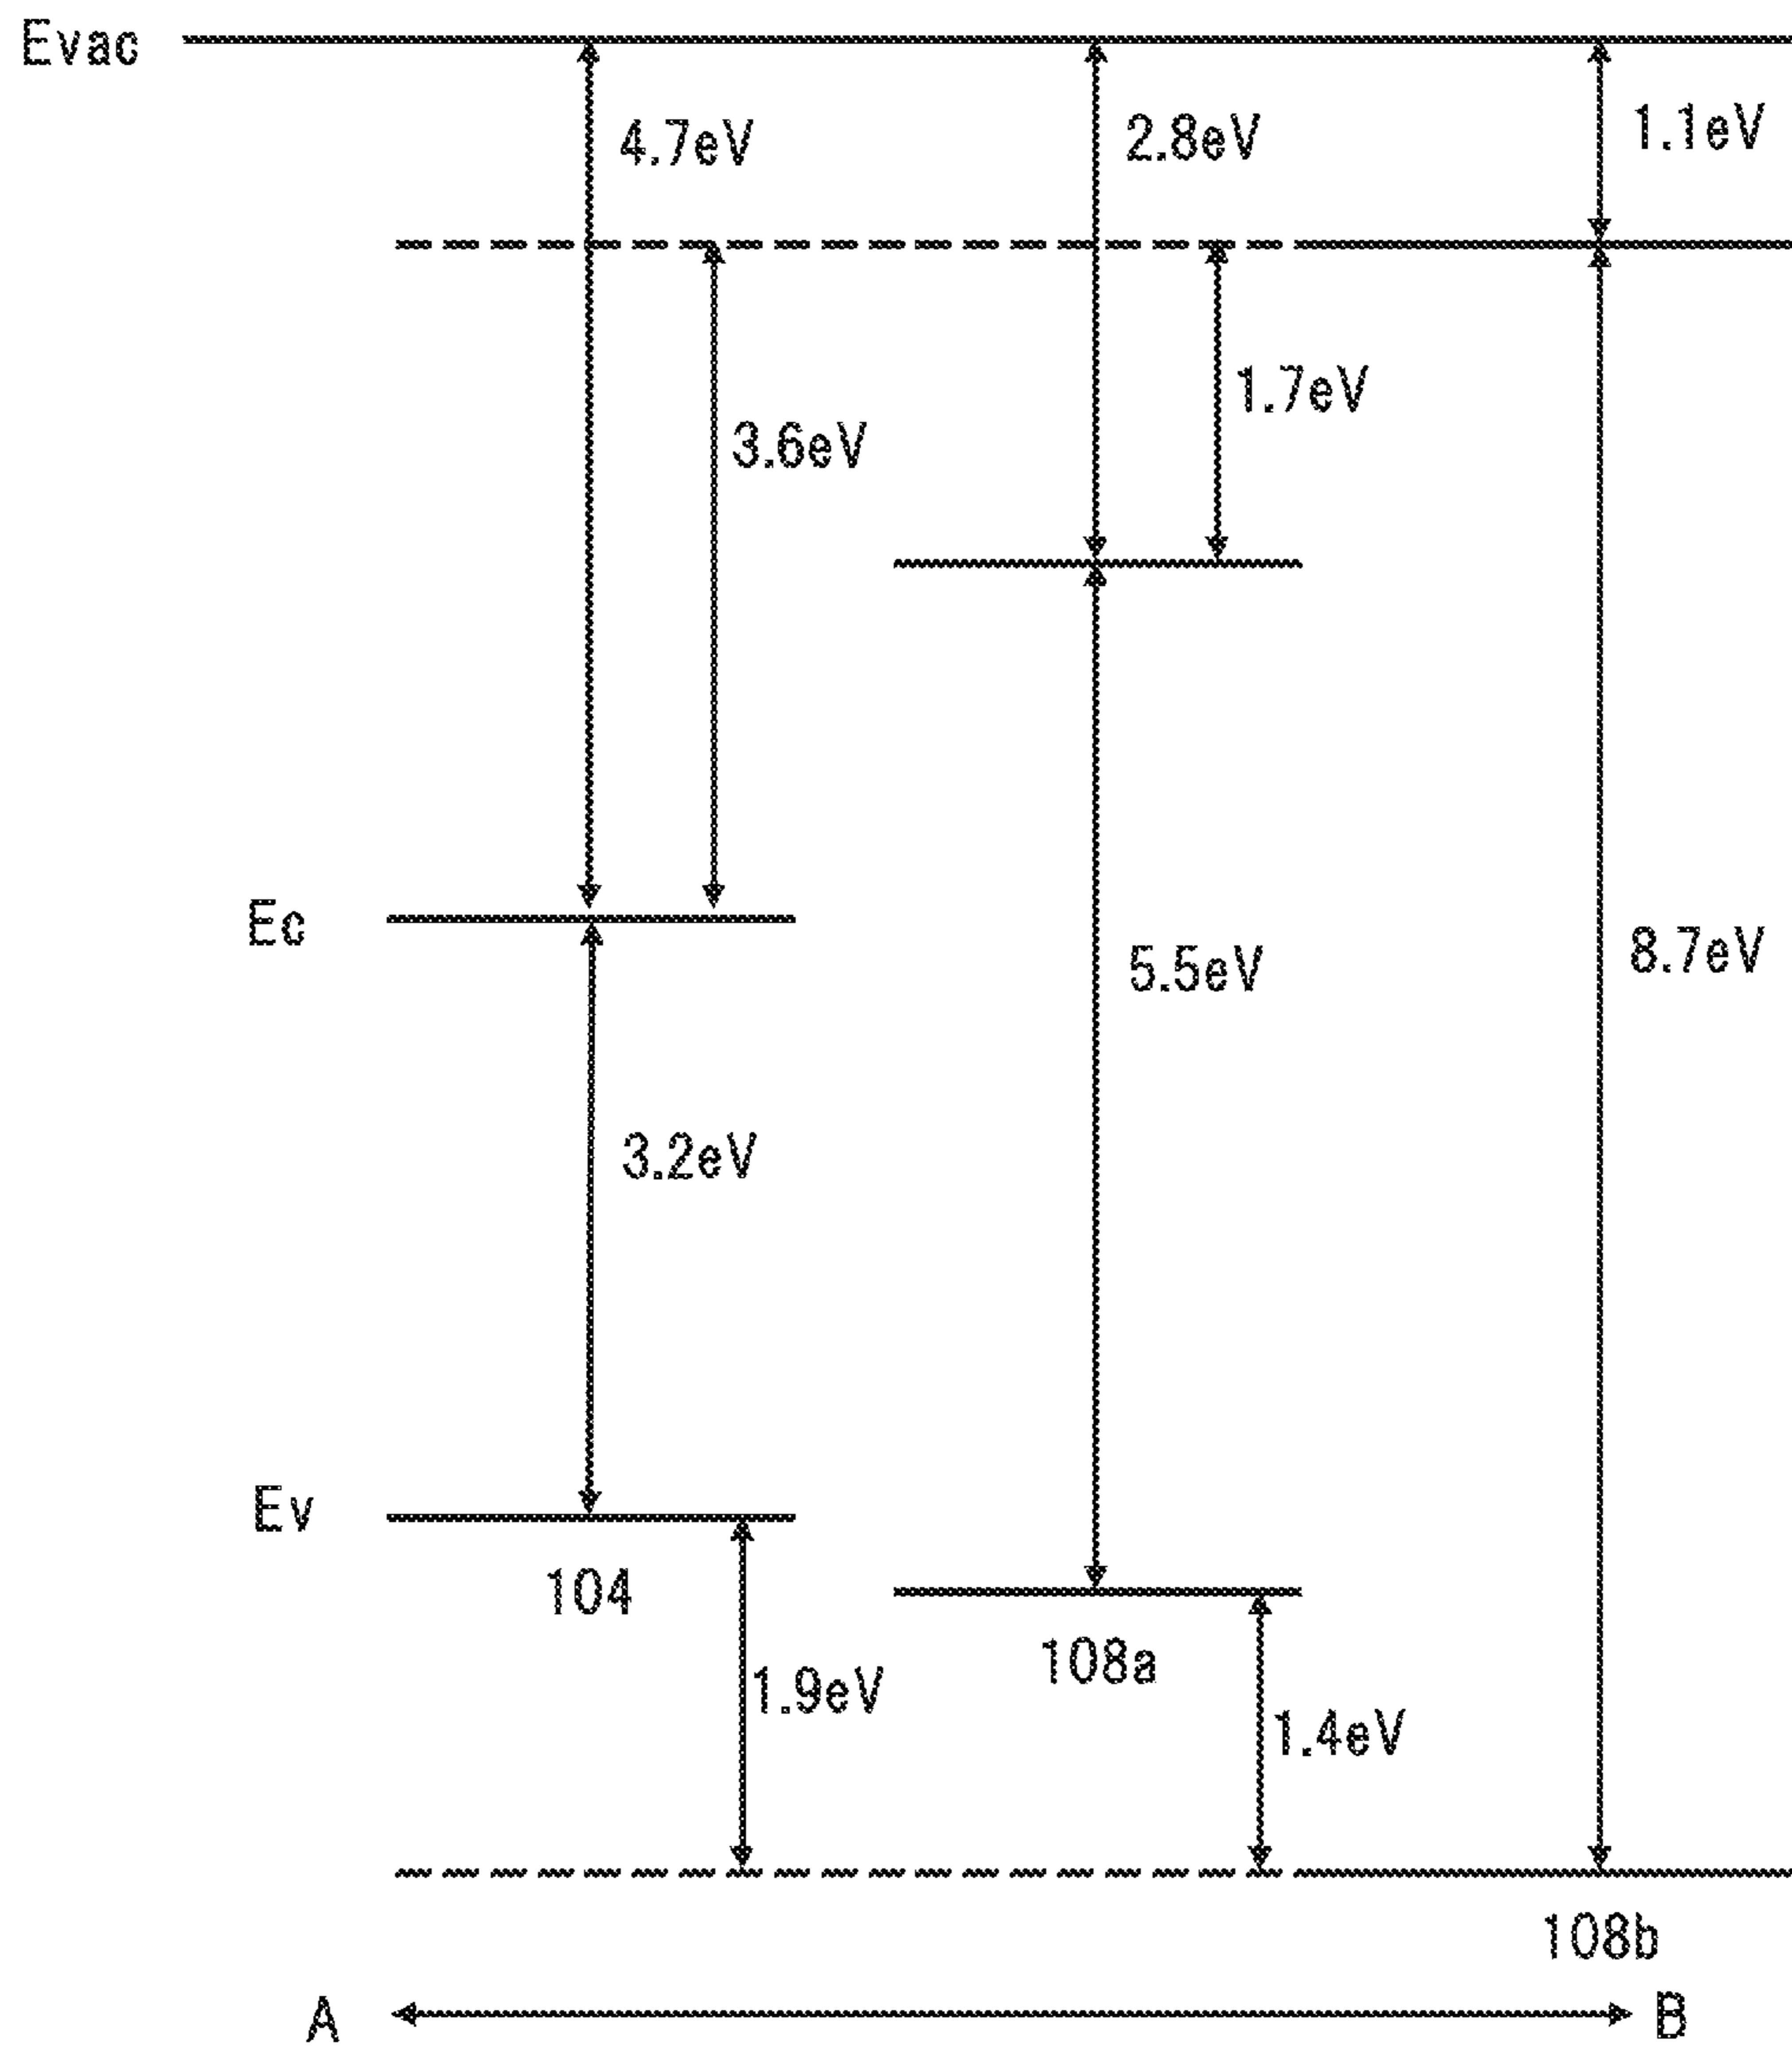 Evac
4.7eV
2.8eV
1.1eV
1.7eV
3.6eV
Ec
5.5eV
8.7eV
3.2eV
Ev
104
108a
1.9eV
1.4eV
108b
A
B